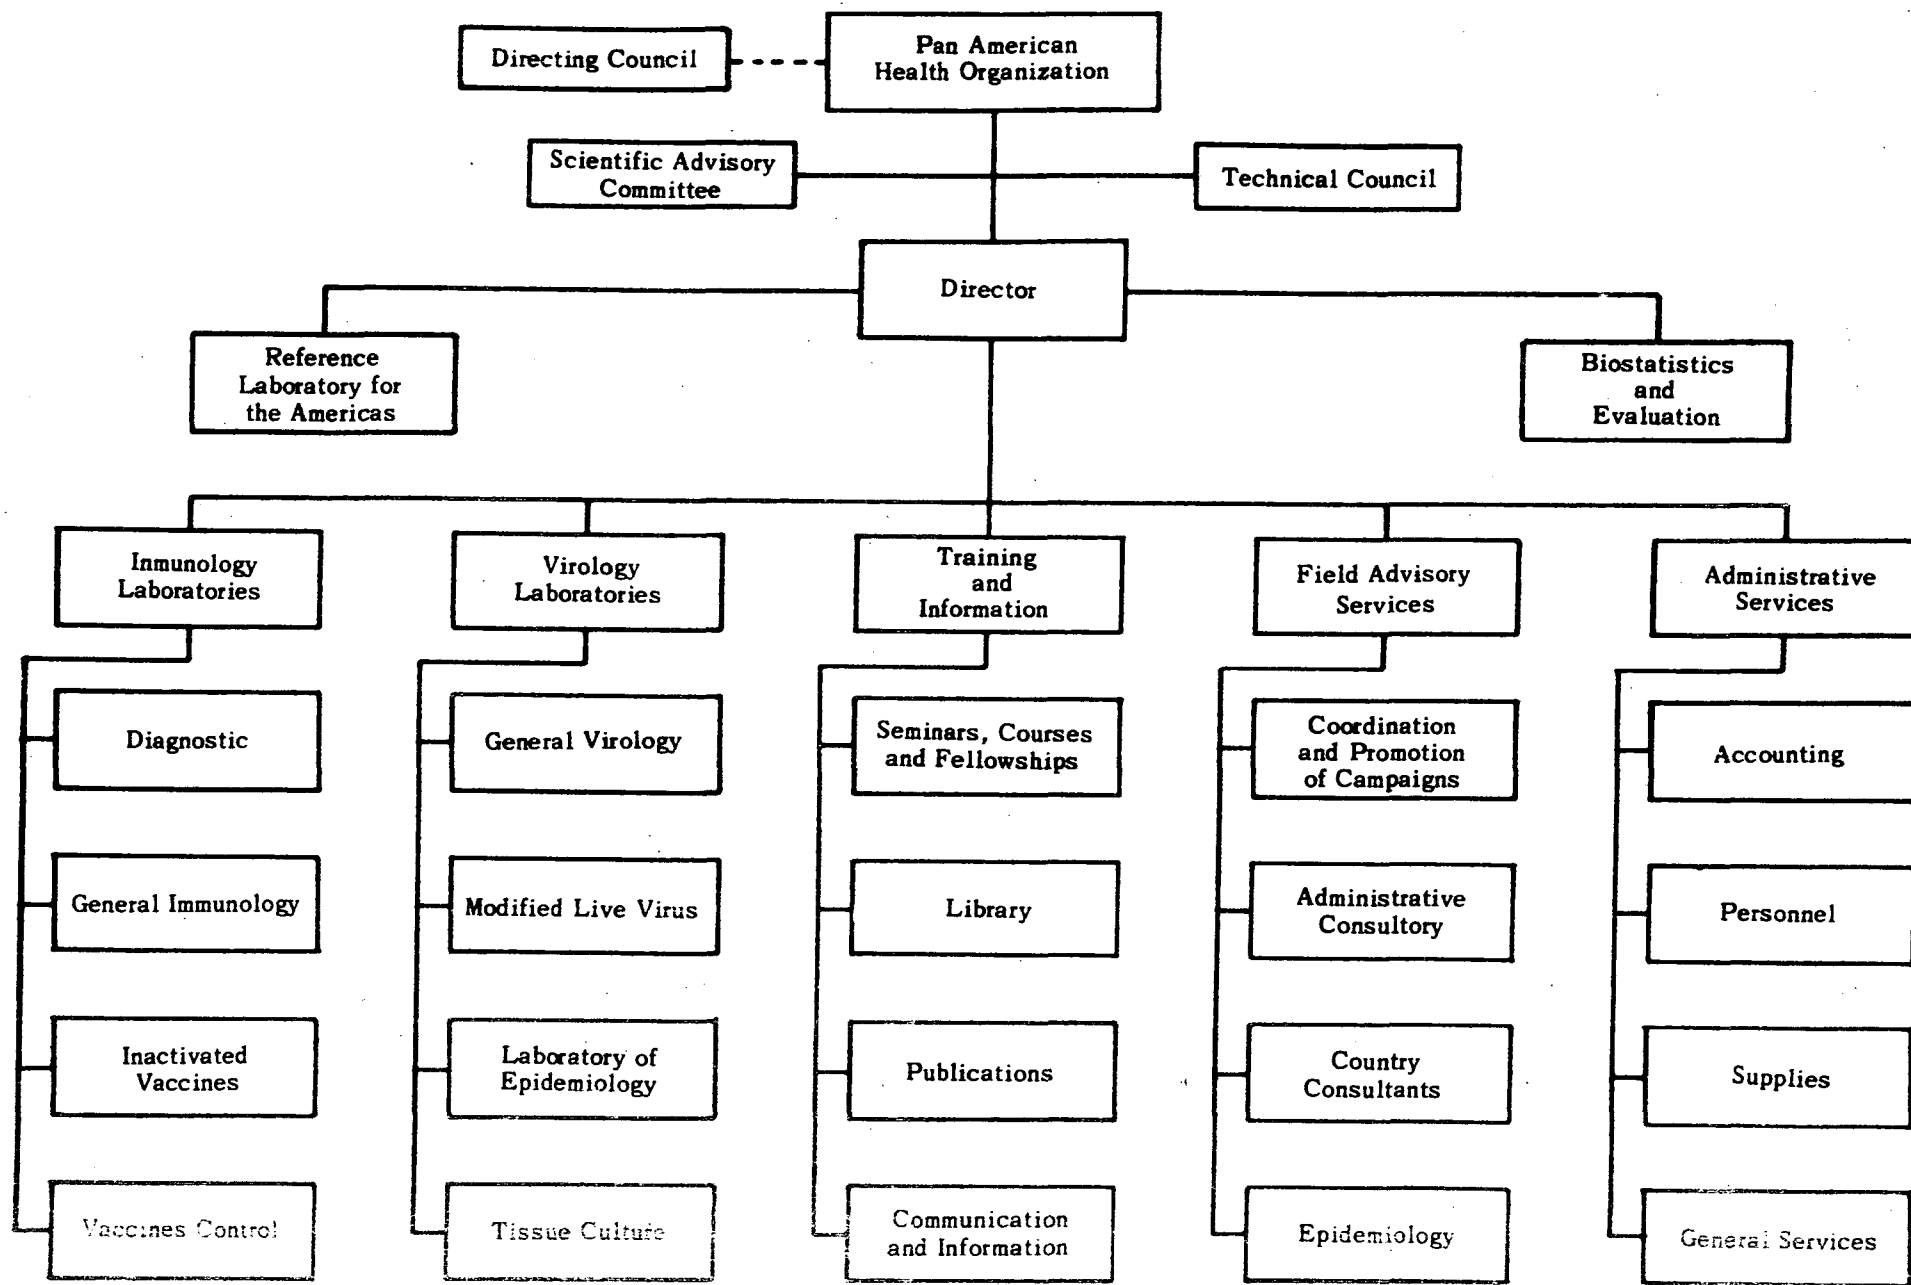 Directing Council
Pan American
Health Organization
Scientific Advisory
Committee
Technical Council
Director
Reference
Laboratory for
the Americas
Biostatistics
and
Evaluation
Inmunology
Laboratories
Virology
Laboratories
Training
and
Information
Field Advisory
Services
Administrative
Services
Diagnostic
General Virology
Seminars, Courses
and Fellowships
Coordination
and Promotion
of Campaigns
Accounting
General Immunology
Modified Live Virus
Library
Administrative
Consultory
Personnel
Inactivated
Vaccines
Laboratory of
Epidemiology
Publications
Country
Consultants
Supplies
Vaccines Control
Tissue Culture
Communication
and Information
Epidemiology
General Services